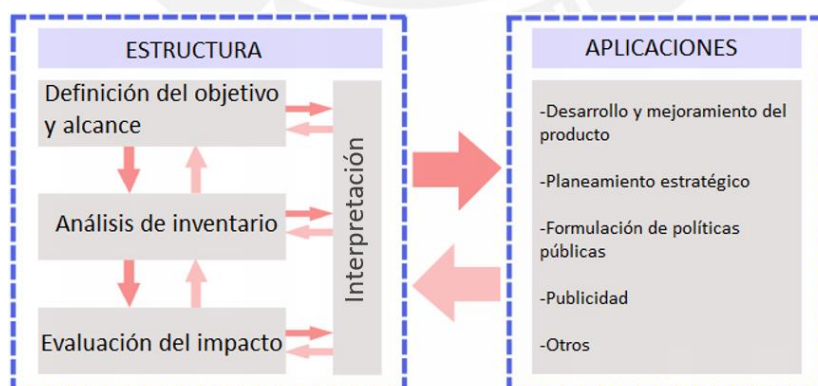 ESTRUCTURA
Definición del objetivo
y alcance
Análisis de inventario
Evaluación del impacto
Interpretación
APLICACIONES
-Desarrollo y mejoramiento del
producto
-Planeamiento estratégico
-Formulación de políticas
públicas
-Publicidad
-Otros